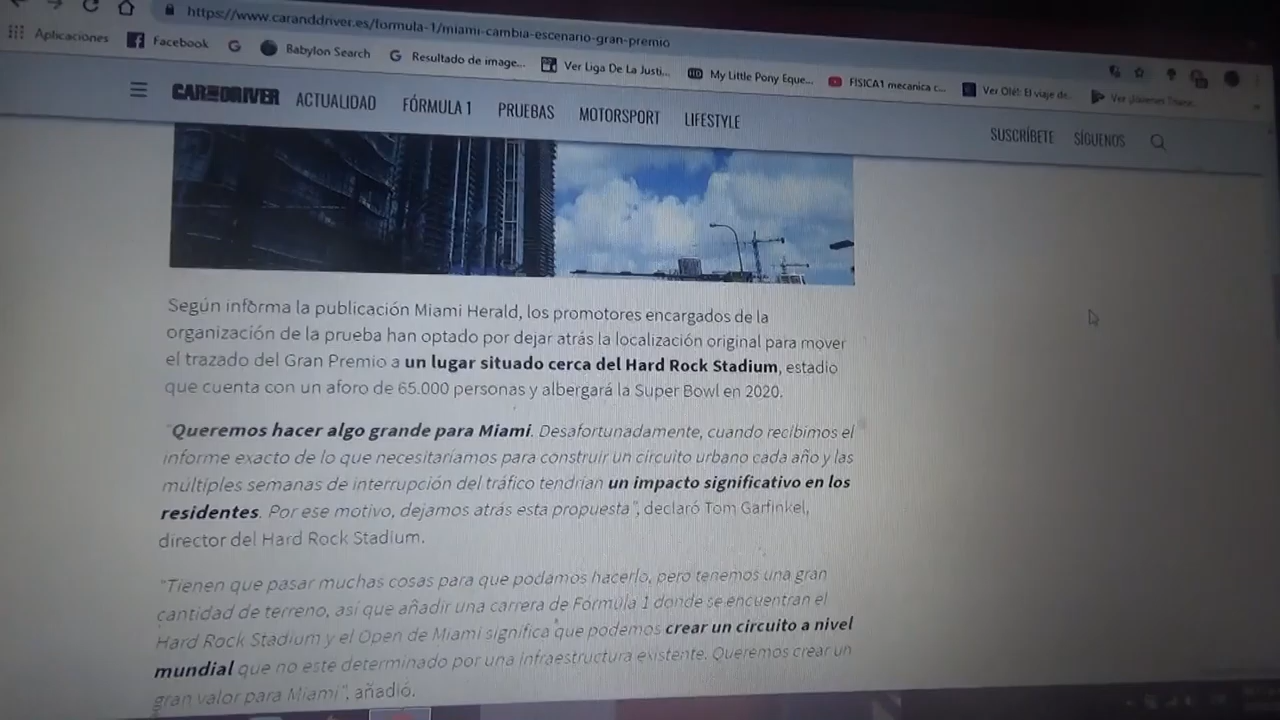 https://www.caranddriver.es/formula-1/miami-cambia-escenario-gran-premio
Aplicaciones Facebook Babylon Search Resultado de image... Ver Liga De La Justi... My Little Pony Eque... FISICA1 mecanica c... Ver Olé!: El viaje de...
CAR AND DRIVER ACTUALIDAD FÓRMULA 1 PRUEBAS MOTORSPORT LIFESTYLE SUSCRÍBETE SÍGUENOS
Según informa la publicación Miami Herald, los promotores encargados de la
organización de la prueba han optado por dejar atrás la localización original para mover
el trazado del Gran Premio a un lugar situado cerca del Hard Rock Stadium, estadio
que cuenta con un aforo de 65.000 personas y albergará la Super Bowl en 2020.
"Queremos hacer algo grande para Miami. Desafortunadamente, cuando recibimos el
informe exacto de lo que necesitaríamos para construir un circuito urbano cada año y las
múltiples semanas de interrupción del tráfico tendrían un impacto significativo en los
residentes. Por ese motivo, dejamos atrás esta propuesta", declaró Tom Garfinkel,
director del Hard Rock Stadium.
"Tienen que pasar muchas cosas para que podamos hacerlo, pero tenemos una gran
cantidad de terreno, así que añadir una carrera de Fórmula 1 donde se encuentran el
Hard Rock Stadium y el Open de Miami significa que podemos crear un circuito a nivel
mundial que no esté determinado por una infraestructura existente. Queremos crear un
gran valor para Miami", añadió.